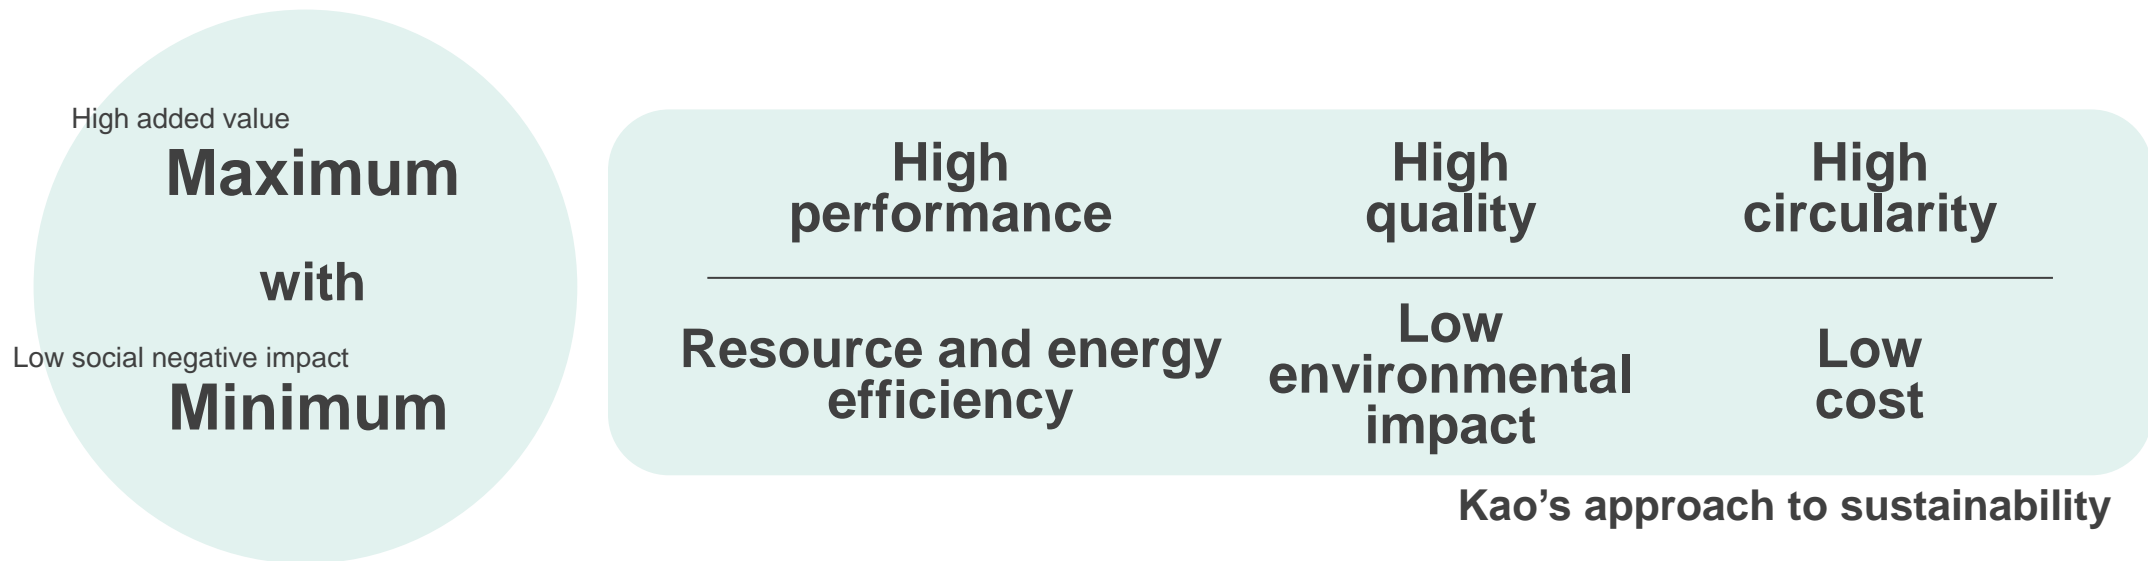 High added value
Maximum
with
Low social negative impact
Minimum
High
performance
High
quality
High
circularity
Resource and energy
efficiency
Low
environmental
impact
Low
cost
Kao’s approach to sustainability